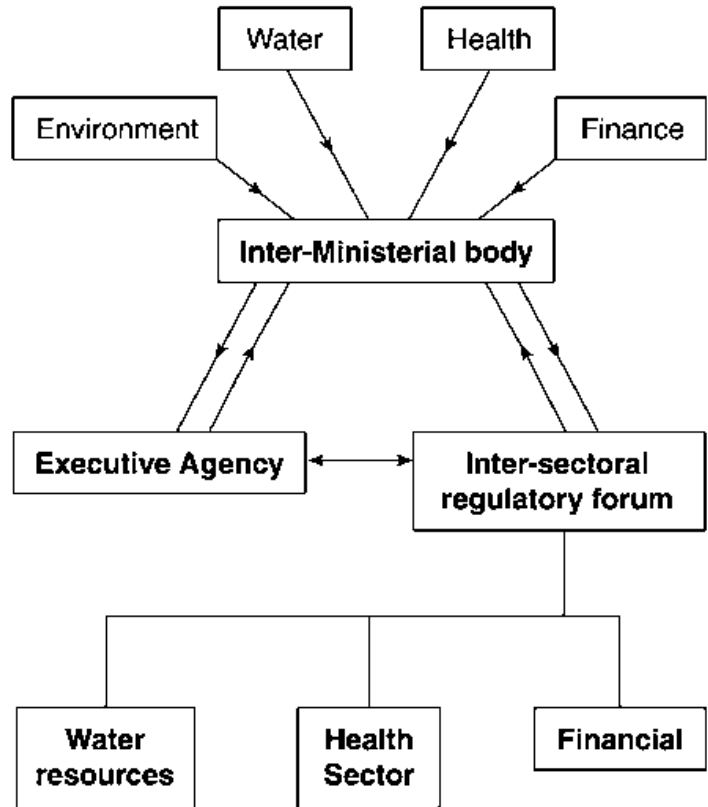 Water
Health
Environment
Finance
Inter-Ministerial body
Executive Agency
Inter-sectoral
regulatory forum
Water
resources
Health
Sector
Financial